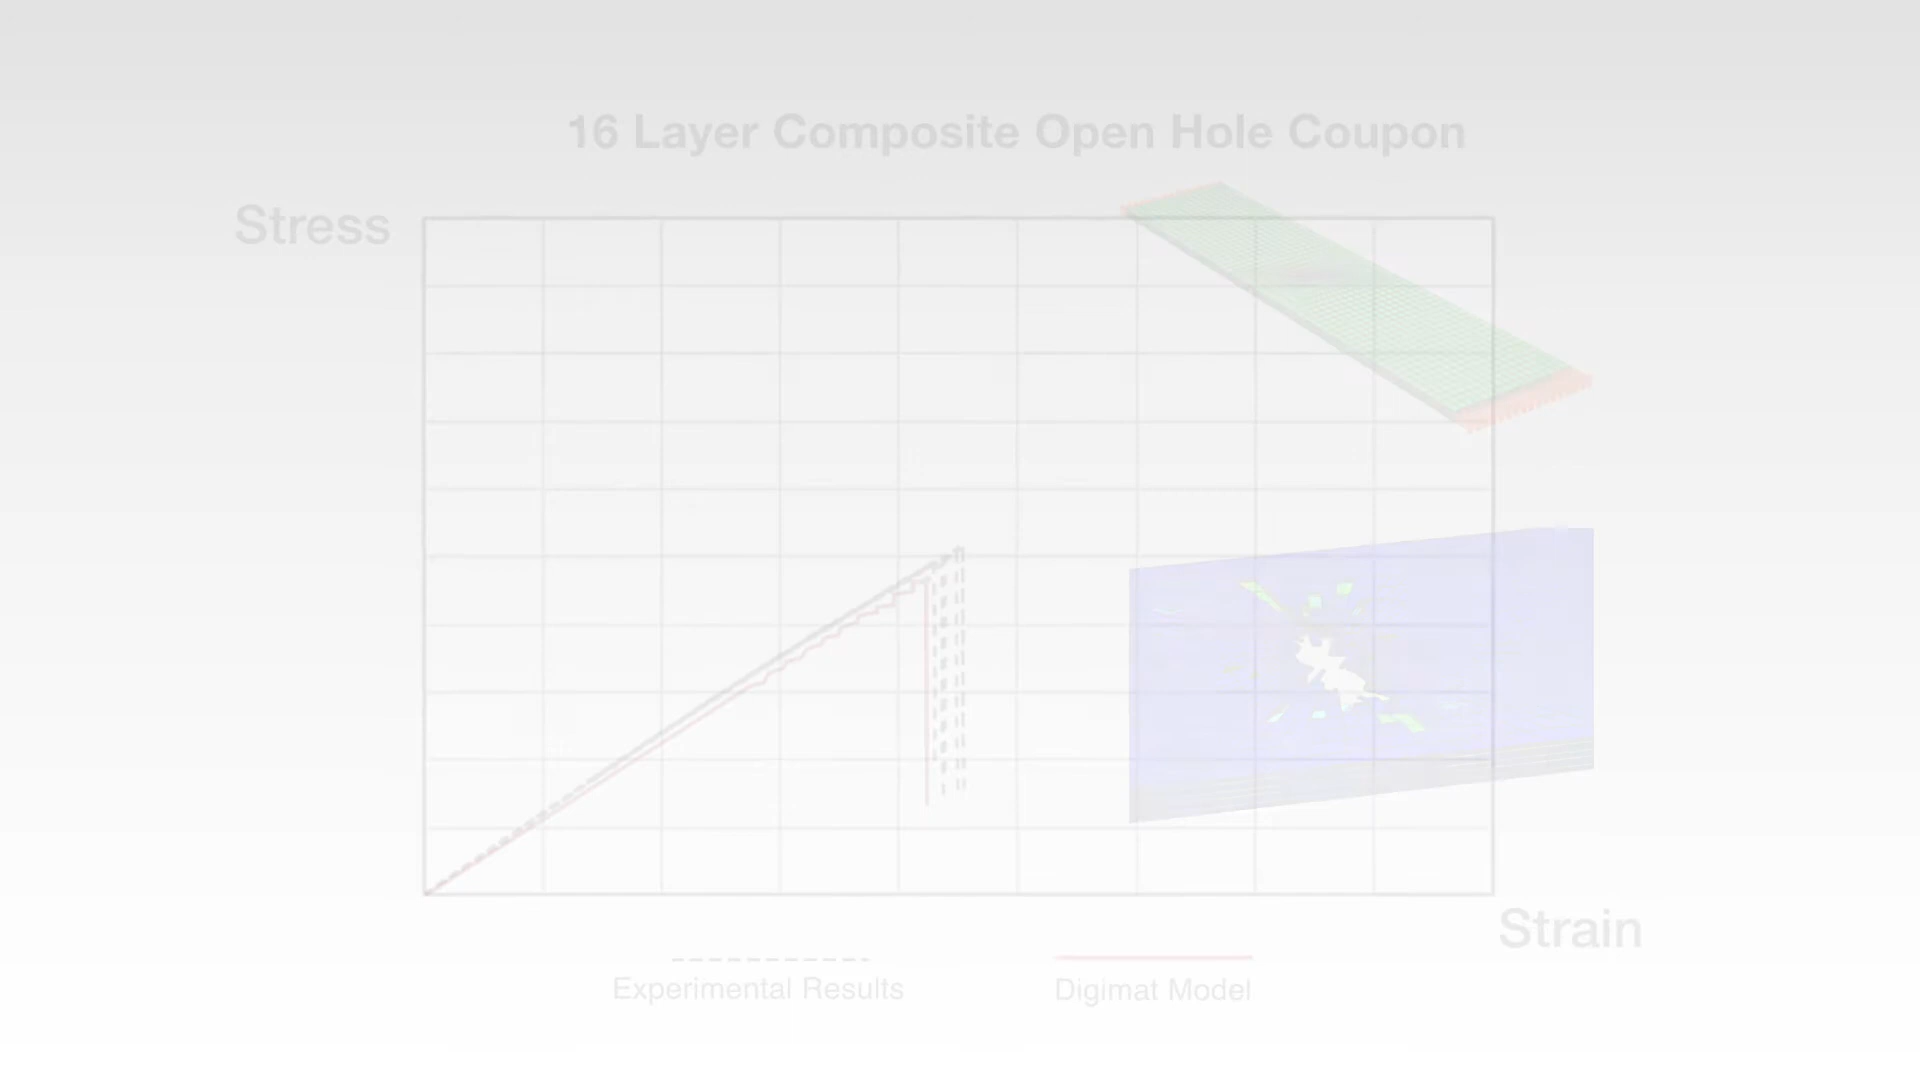 16 Layer Composite Open Hole Coupon
Stress
Strain
Experimental Results
Digimat Model